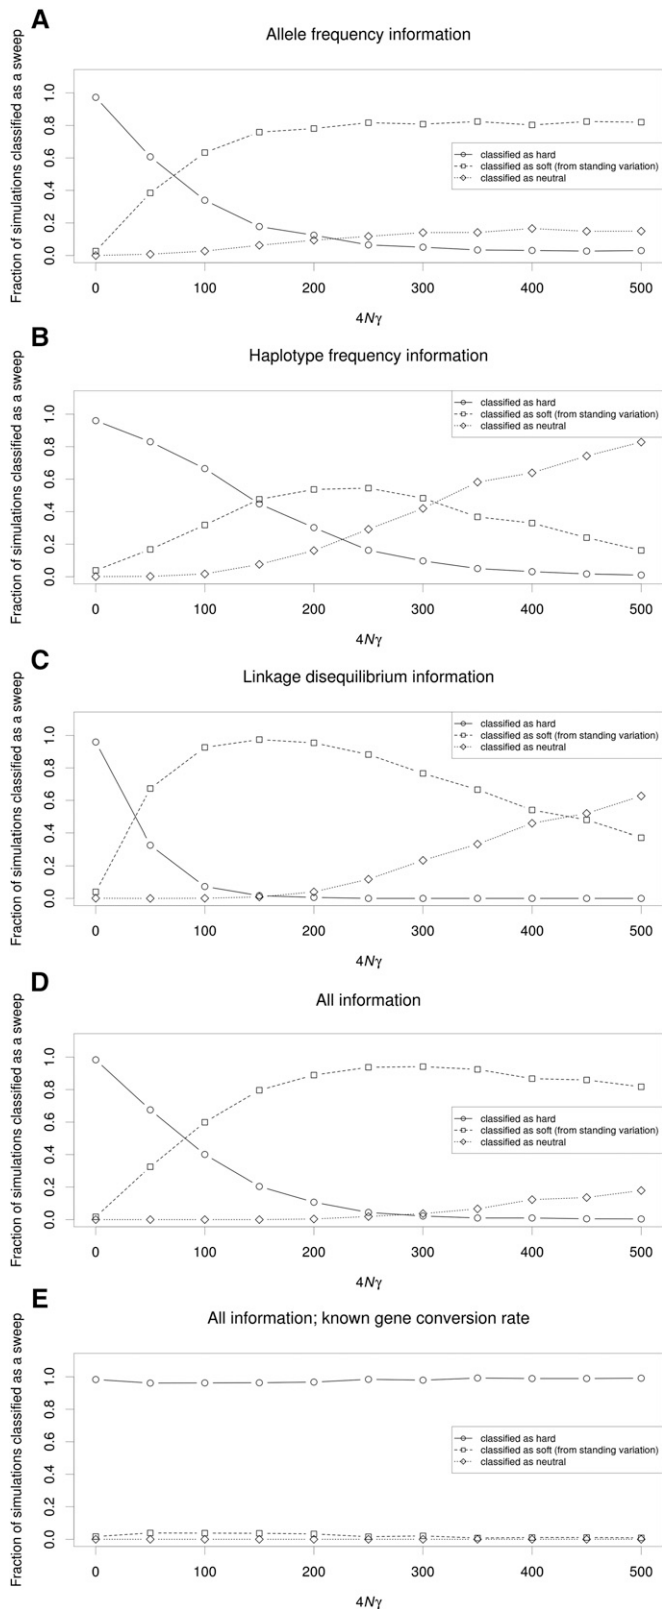 A
Allele frequency information
Fraction of simulations classified as a sweep
1.0
0.8
0.6
0.4
0.2
0.0
classified as hard
classified as soft (from standing variation)
classified as neutral
0 100 200 300 400 500
4Nγ
B
Haplotype frequency information
Fraction of simulations classified as a sweep
1.0
0.8
0.6
0.4
0.2
0.0
classified as hard
classified as soft (from standing variation)
classified as neutral
0 100 200 300 400 500
4Nγ
C
Linkage disequilibrium information
Fraction of simulations classified as a sweep
1.0
0.8
0.6
0.4
0.2
0.0
classified as hard
classified as soft (from standing variation)
classified as neutral
0 100 200 300 400 500
4Nγ
D
All information
Fraction of simulations classified as a sweep
1.0
0.8
0.6
0.4
0.2
0.0
classified as hard
classified as soft (from standing variation)
classified as neutral
0 100 200 300 400 500
4Nγ
E
All information; known gene conversion rate
Fraction of simulations classified as a sweep
1.0
0.8
0.6
0.4
0.2
0.0
classified as hard
classified as soft (from standing variation)
classified as neutral
0 100 200 300 400 500
4Nγ